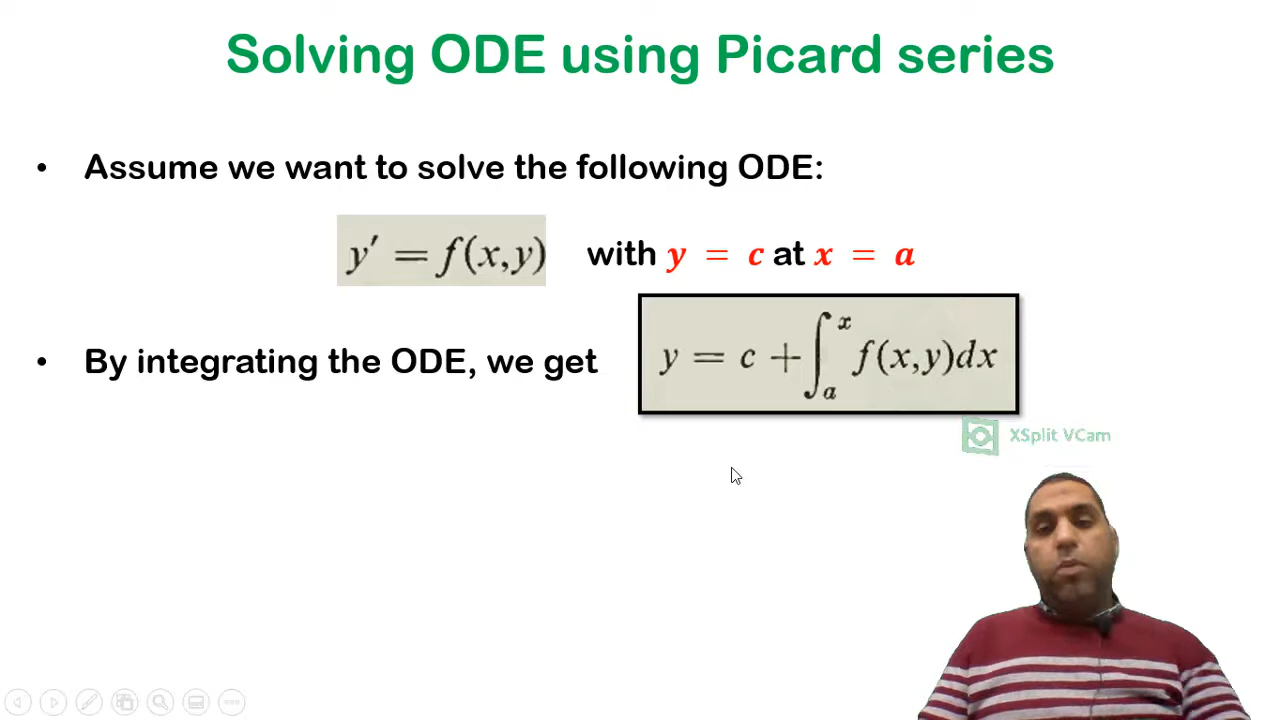 Solving ODE using Picard series
• Assume we want to solve the following ODE:
y′ = f(x,y) with y = c at x = a
• By integrating the ODE, we get y = c + ∫ₐˣ f(x,y)dx
XSplit VCam